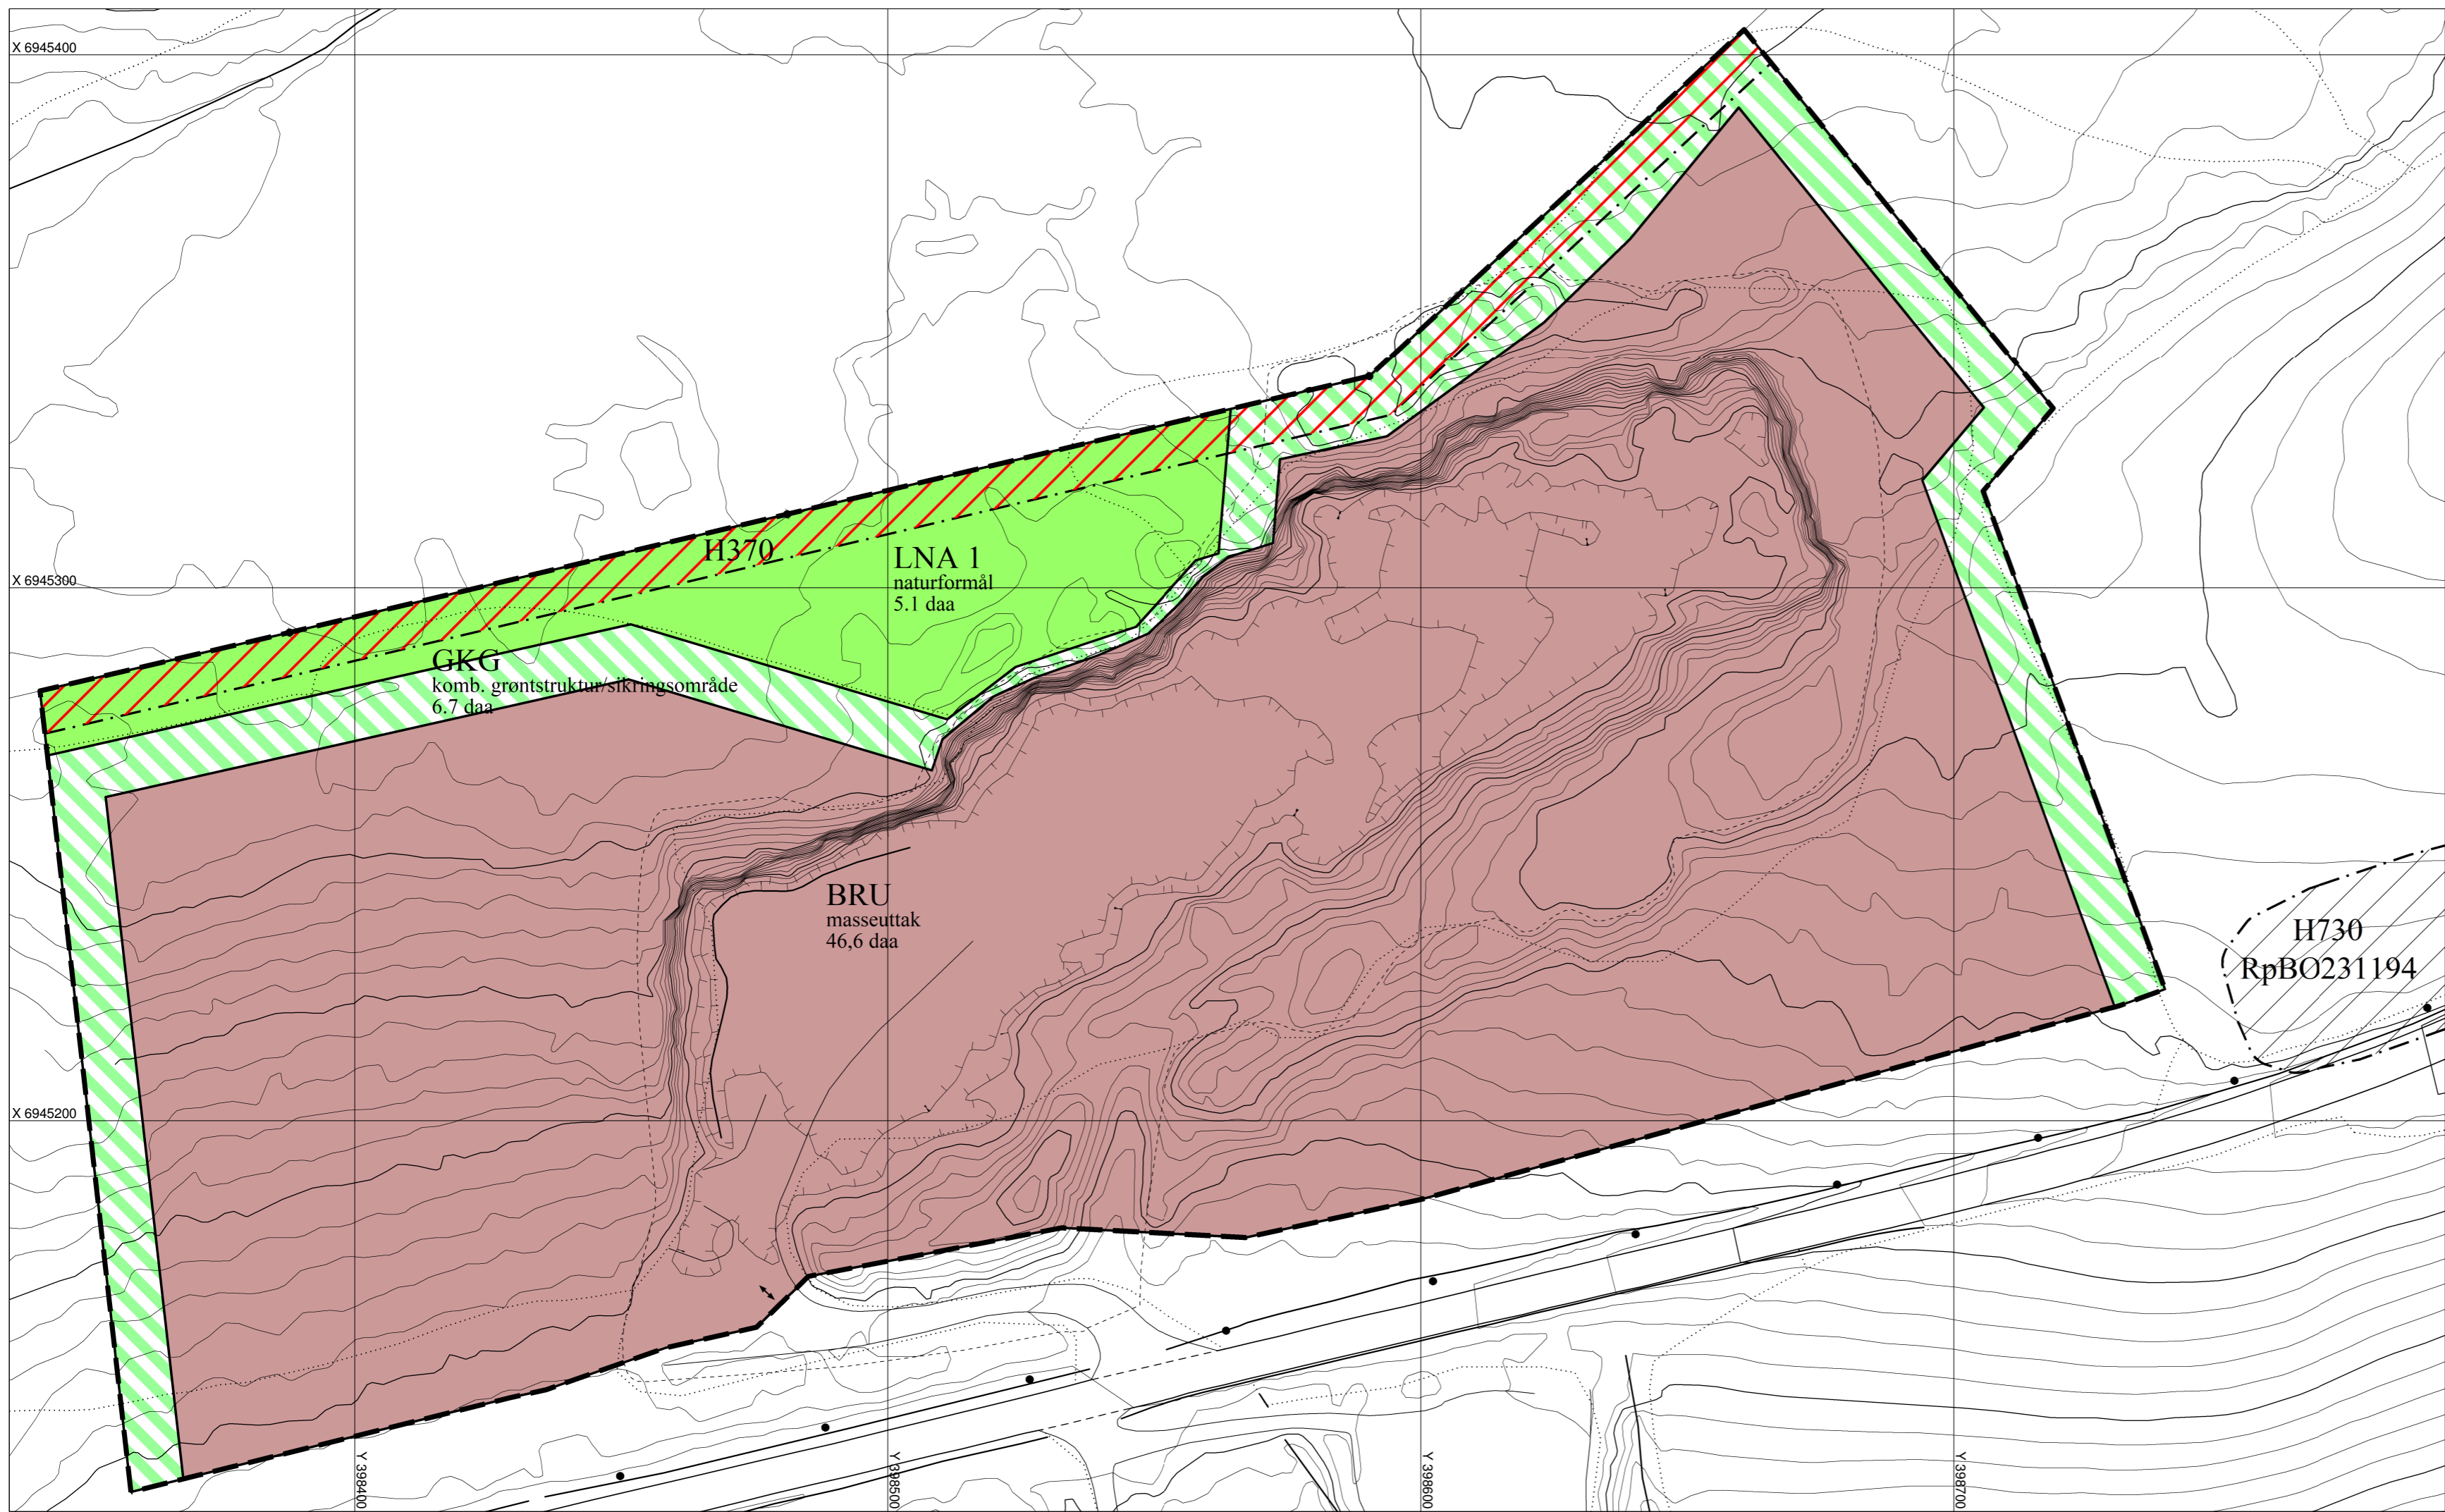 X 6945400
H370
LNA 1
naturformål
5.1 daa
X 6945300
GKG
komb. grøntstruktur/sikringsområde
6.7 daa
BRU
masseuttak
46,6 daa
H730
RpBO231194
X 6945200
Y 398400
Y 398500
Y 398600
Y 398700